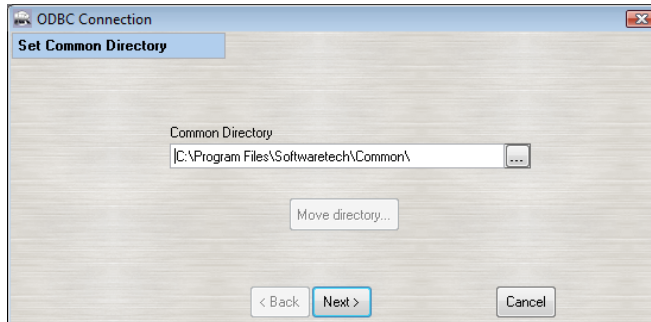 ODBC Connection
Set Common Directory
Common Directory
C:\Program Files\Softwaretech\Common\
...
Move directory...
< Back
Next >
Cancel